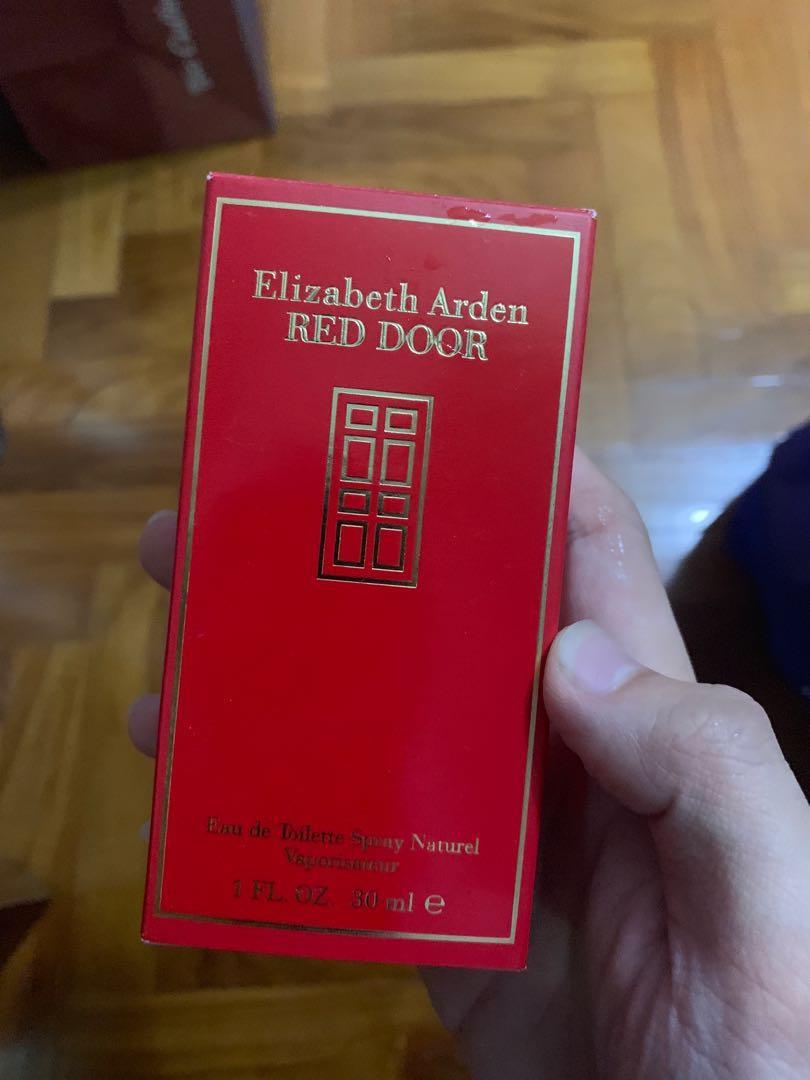 Elizabeth Arden
RED DOOR
Eau de Toilette Spray Naturel
Vaporisateur
1 FL. OZ. 30 ml ℮